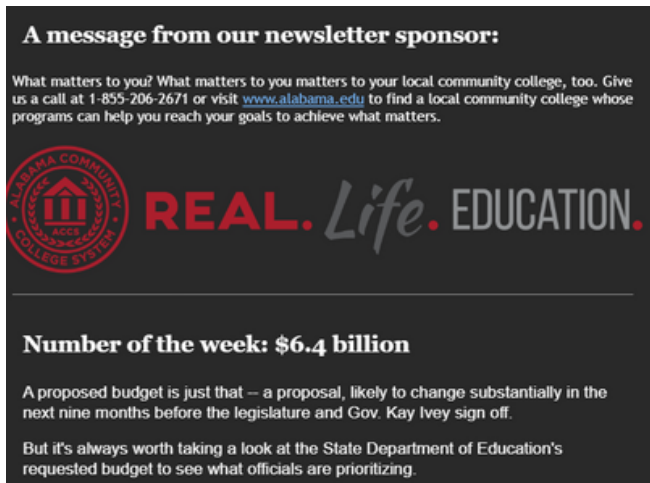 A message from our newsletter sponsor:
What matters to you? What matters to you matters to your local community college, too. Give
us a call at 1-855-206-2671 or visit www.alabama.edu to find a local community college whose
programs can help you reach your goals to achieve what matters.
ALABAMA COMMUNITY
ACCS
COLLEGE SYSTEM
REAL. Life. EDUCATION.
Number of the week: $6.4 billion
A proposed budget is just that -- a proposal, likely to change substantially in the
next nine months before the legislature and Gov. Kay Ivey sign off.
But it's always worth taking a look at the State Department of Education's
requested budget to see what officials are prioritizing.